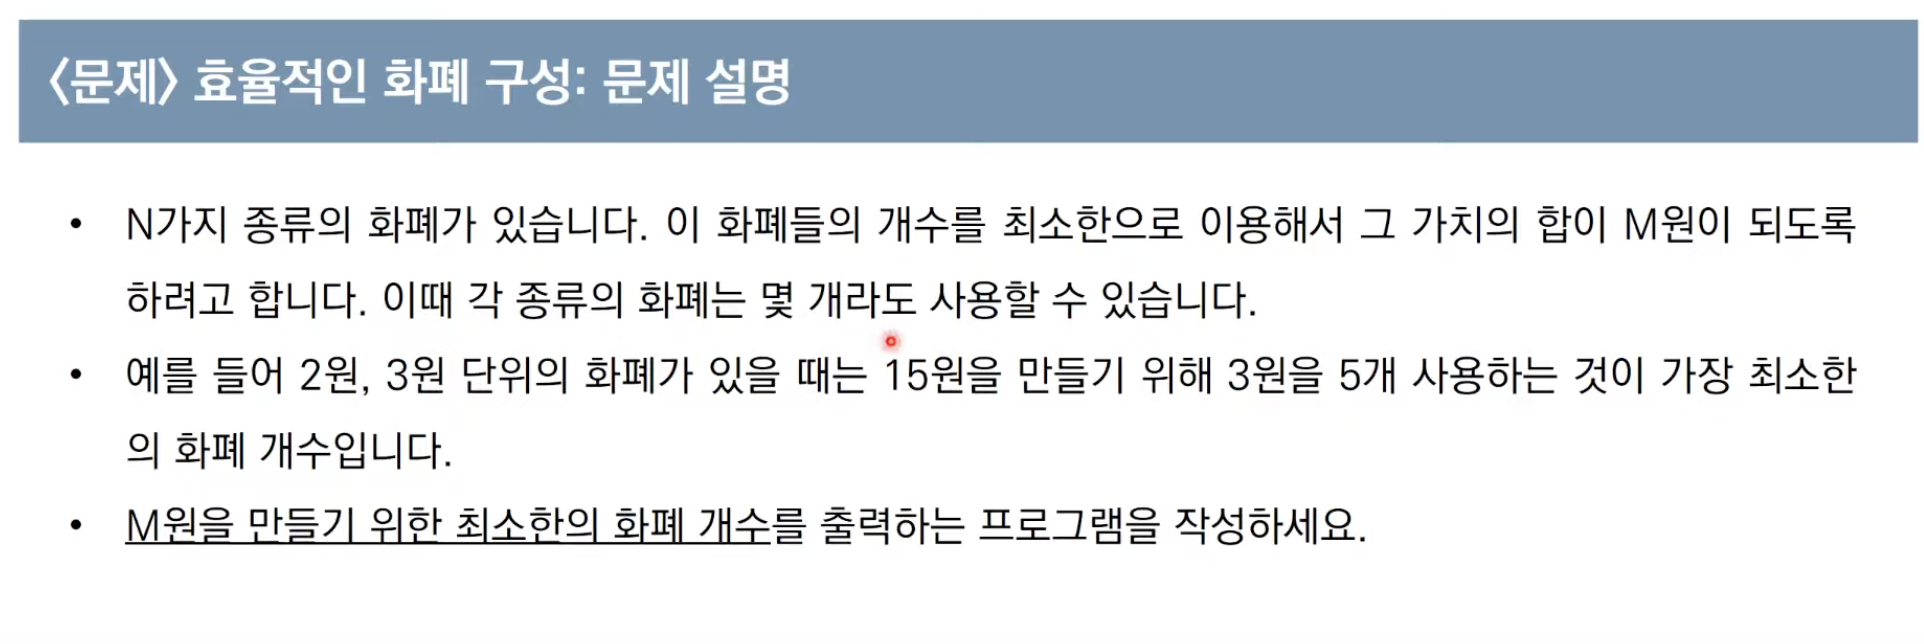 <문제> 효율적인 화폐 구성: 문제 설명
• N가지 종류의 화폐가 있습니다. 이 화폐들의 개수를 최소한으로 이용해서 그 가치의 합이 M원이 되도록
하려고 합니다. 이때 각 종류의 화폐는 몇 개라도 사용할 수 있습니다.
• 예를 들어 2원, 3원 단위의 화폐가 있을 때는 15원을 만들기 위해 3원을 5개 사용하는 것이 가장 최소한
의 화폐 개수입니다.
• M원을 만들기 위한 최소한의 화폐 개수를 출력하는 프로그램을 작성하세요.